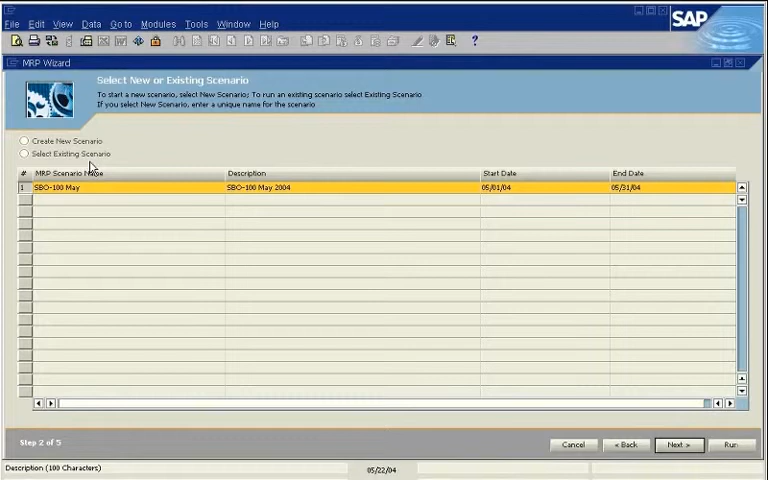 File Edit View Data Go to Modules Tools Window Help
SAP
?
MRP Wizard
Select New or Existing Scenario
To start a new scenario, select New Scenario; To run an existing scenario select Existing Scenario
If you select New Scenario, enter a unique name for the scenario
Create New Scenario
Select Existing Scenario
# MRP Scenario Name Description Start Date End Date
1 SBO-100 May SBO-100 May 2004 05/01/04 05/31/04
Step 2 of 5
Cancel < Back Next > Run
Description (100 Characters) 05/22/04